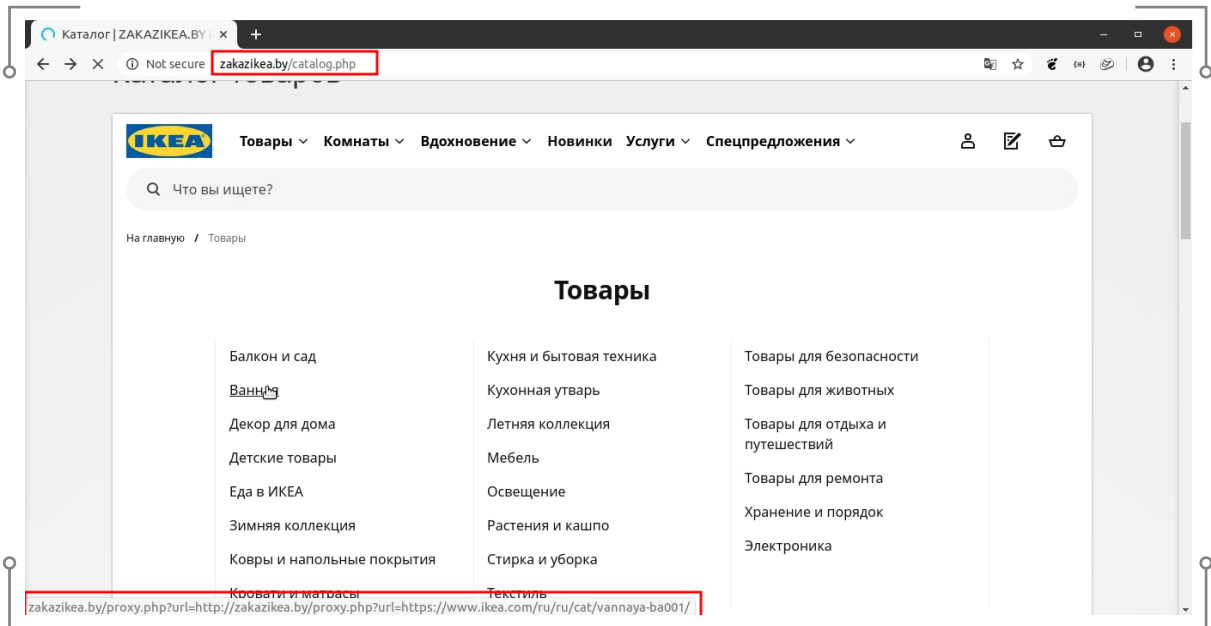 Каталог | ZAKAZIKEA.BY
Not secure
zakazikea.by/catalog.php
Каталог товаров
IKEA
Товары
Комнаты
Вдохновение
Новинки
Услуги
Спецпредложения
Что вы ищете?
На главную / Товары
Товары
Балкон и сад
Ванная
Декор для дома
Детские товары
Еда в ИКЕА
Зимняя коллекция
Ковры и напольные покрытия
Кровати и матрасы
Кухня и бытовая техника
Кухонная утварь
Летняя коллекция
Мебель
Освещение
Растения и кашпо
Стирка и уборка
Текстиль
Товары для безопасности
Товары для животных
Товары для отдыха и
путешествий
Товары для ремонта
Хранение и порядок
Электроника
zakazikea.by/proxy.php?url=http://zakazikea.by/proxy.php?url=https://www.ikea.com/ru/ru/cat/vannaya-ba001/